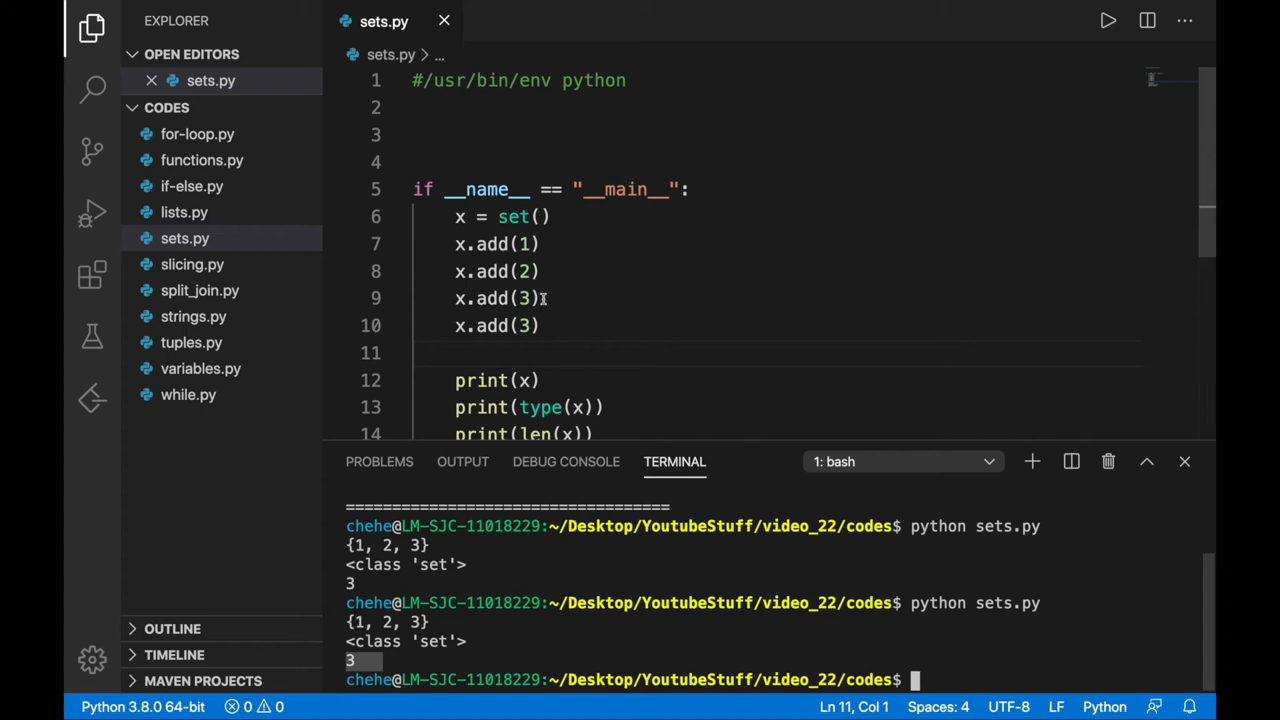 EXPLORER
OPEN EDITORS
sets.py
CODES
for-loop.py
functions.py
if-else.py
lists.py
sets.py
slicing.py
split_join.py
strings.py
tuples.py
variables.py
while.py
OUTLINE
TIMELINE
MAVEN PROJECTS
sets.py
sets.py > ...
1 #/usr/bin/env python
2
3
4
5 if __name__ == "__main__":
6 x = set()
7 x.add(1)
8 x.add(2)
9 x.add(3)
10 x.add(3)
11
12 print(x)
13 print(type(x))
14 print(len(x))
PROBLEMS OUTPUT DEBUG CONSOLE TERMINAL 1: bash
===================================
chehe@LM-SJC-11018229:~/Desktop/YoutubeStuff/video_22/codes$ python sets.py
{1, 2, 3}
<class 'set'>
3
chehe@LM-SJC-11018229:~/Desktop/YoutubeStuff/video_22/codes$ python sets.py
{1, 2, 3}
<class 'set'>
3
chehe@LM-SJC-11018229:~/Desktop/YoutubeStuff/video_22/codes$
Python 3.8.0 64-bit 0 0 Ln 11, Col 1 Spaces: 4 UTF-8 LF Python